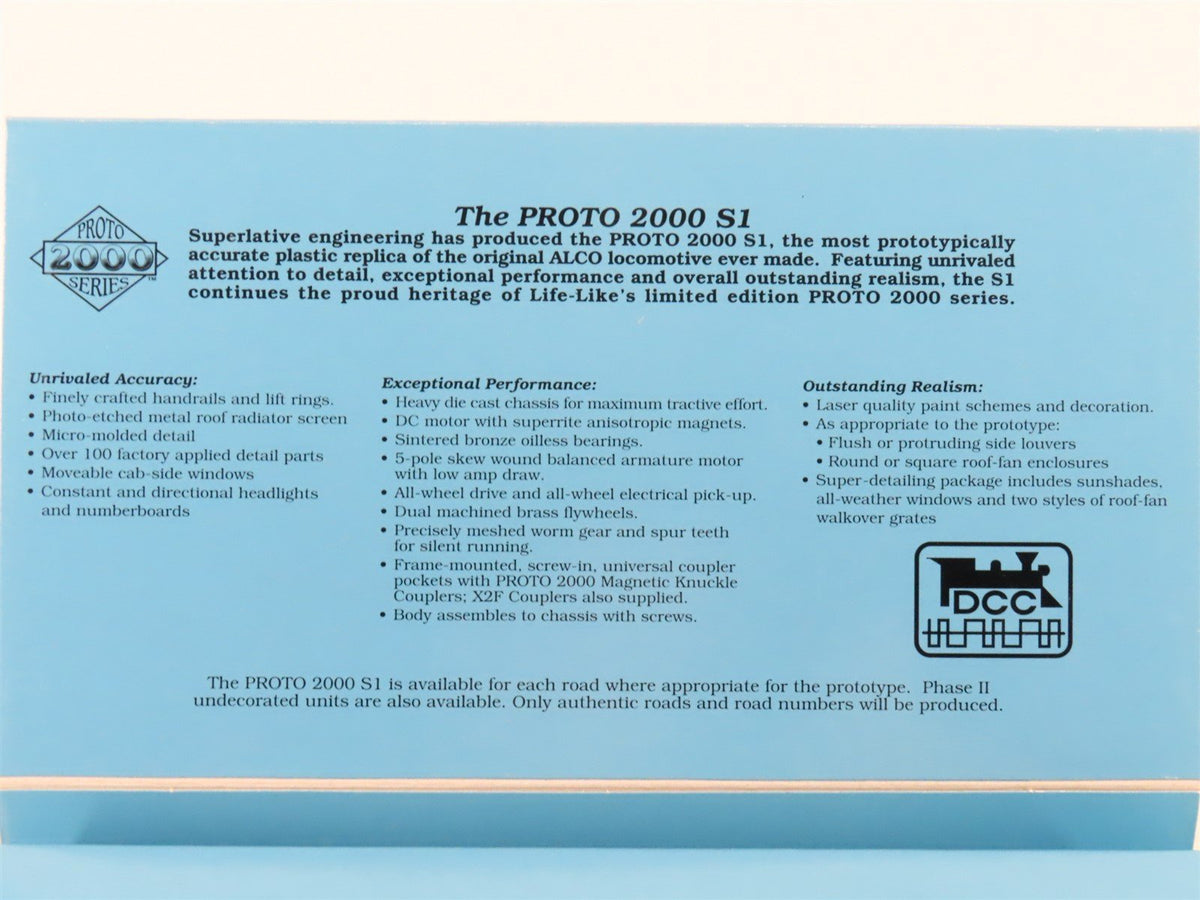 PROTO
2000
SERIES™
The PROTO 2000 S1
Superlative engineering has produced the PROTO 2000 S1, the most prototypically
accurate plastic replica of the original ALCO locomotive ever made. Featuring unrivaled
attention to detail, exceptional performance and overall outstanding realism, the S1
continues the proud heritage of Life-Like's limited edition PROTO 2000 series.
Unrivaled Accuracy:
• Finely crafted handrails and lift rings.
• Photo-etched metal roof radiator screen
• Micro-molded detail
• Over 100 factory applied detail parts
• Moveable cab-side windows
• Constant and directional headlights
and numberboards
Exceptional Performance:
• Heavy die cast chassis for maximum tractive effort.
• DC motor with superrite anisotropic magnets.
• Sintered bronze oilless bearings.
• 5-pole skew wound balanced armature motor
with low amp draw.
• All-wheel drive and all-wheel electrical pick-up.
• Dual machined brass flywheels.
• Precisely meshed worm gear and spur teeth
for silent running.
• Frame-mounted, screw-in, universal coupler
pockets with PROTO 2000 Magnetic Knuckle
Couplers; X2F Couplers also supplied.
• Body assembles to chassis with screws.
Outstanding Realism:
• Laser quality paint schemes and decoration.
• As appropriate to the prototype:
• Flush or protruding side louvers
• Round or square roof-fan enclosures
• Super-detailing package includes sunshades,
all-weather windows and two styles of roof-fan
walkover grates
DCC
The PROTO 2000 S1 is available for each road where appropriate for the prototype. Phase II
undecorated units are also available. Only authentic roads and road numbers will be produced.